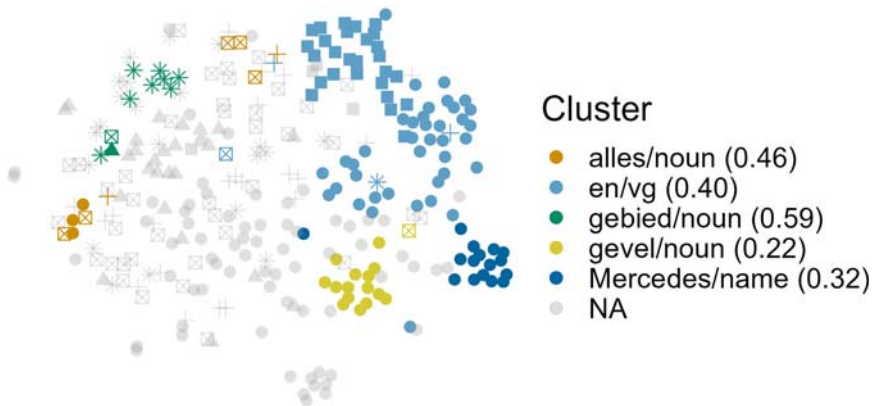 Cluster
alles/noun (0.46)
en/vg (0.40)
gebied/noun (0.59)
gevel/noun (0.22)
Mercedes/name (0.32)
NA